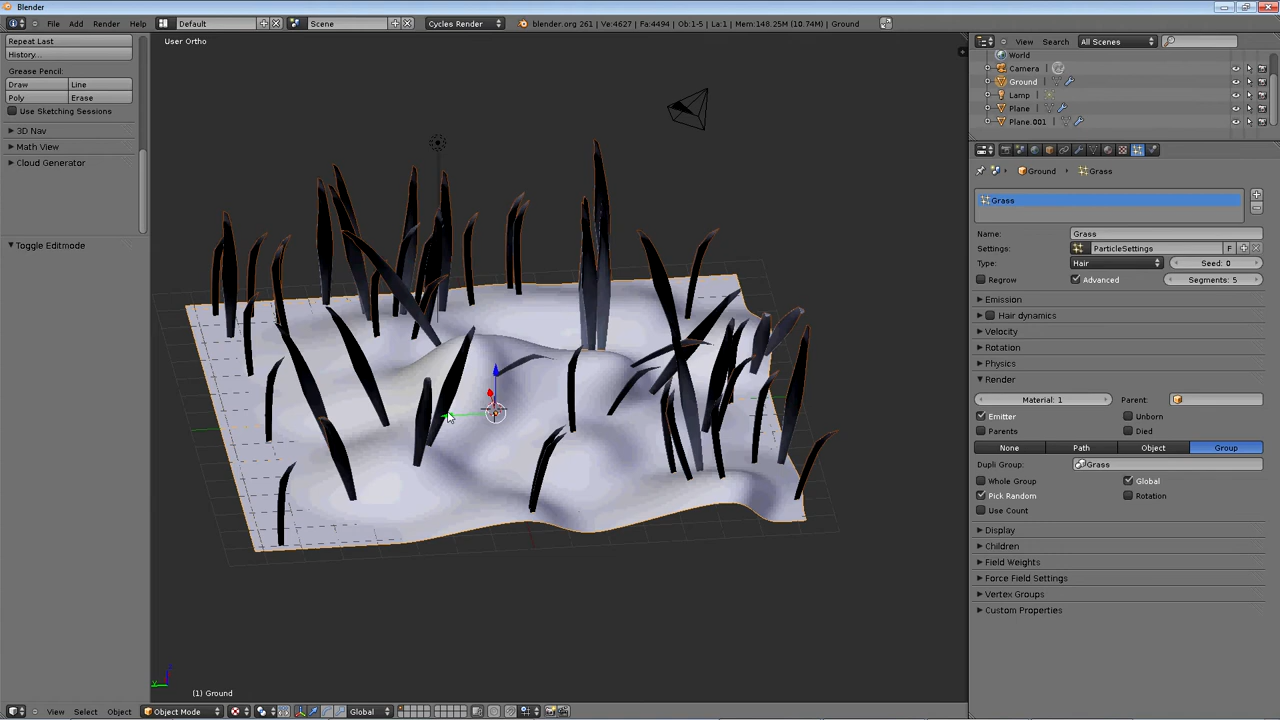 Blender
File Add Render Help Default Scene Cycles Render blender.org 261 | Ve:4627 | Fa:4494 | Ob:1-5 | La:1 | Mem:148.25M (10.74M) | Ground
Repeat Last
History...
Grease Pencil:
Draw Line
Poly Erase
Use Sketching Sessions
3D Nav
Math View
Cloud Generator
Toggle Editmode
User Ortho
(1) Ground
View Select Object Object Mode Global
View Search All Scenes
World
Camera
Ground
Lamp
Plane
Plane.001
Ground Grass
Grass
Name: Grass
Settings: ParticleSettings F
Type: Hair Seed: 0
Regrow Advanced Segments: 5
Emission
Hair dynamics
Velocity
Rotation
Physics
Render
Material: 1 Parent:
Emitter Unborn
Parents Died
None Path Object Group
Dupli Group: Grass
Whole Group Global
Pick Random Rotation
Use Count
Display
Children
Field Weights
Force Field Settings
Vertex Groups
Custom Properties